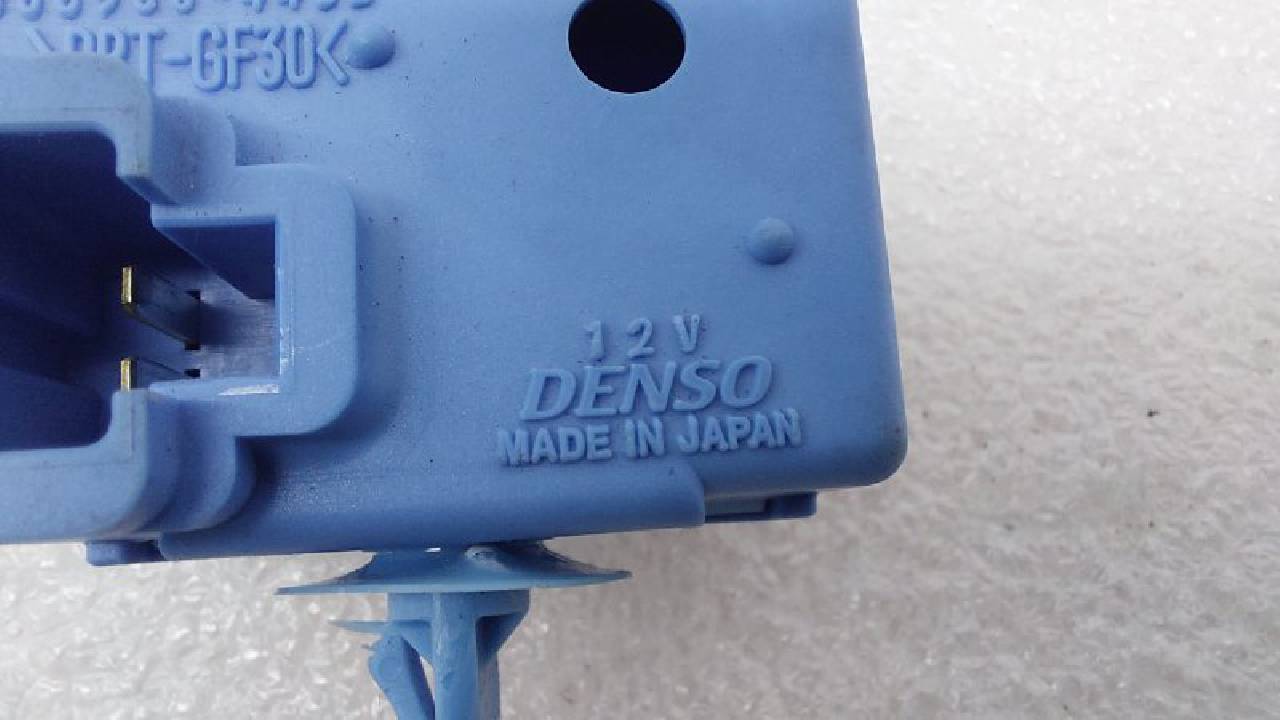 >PBT-GF30<
12V
DENSO
MADE IN JAPAN